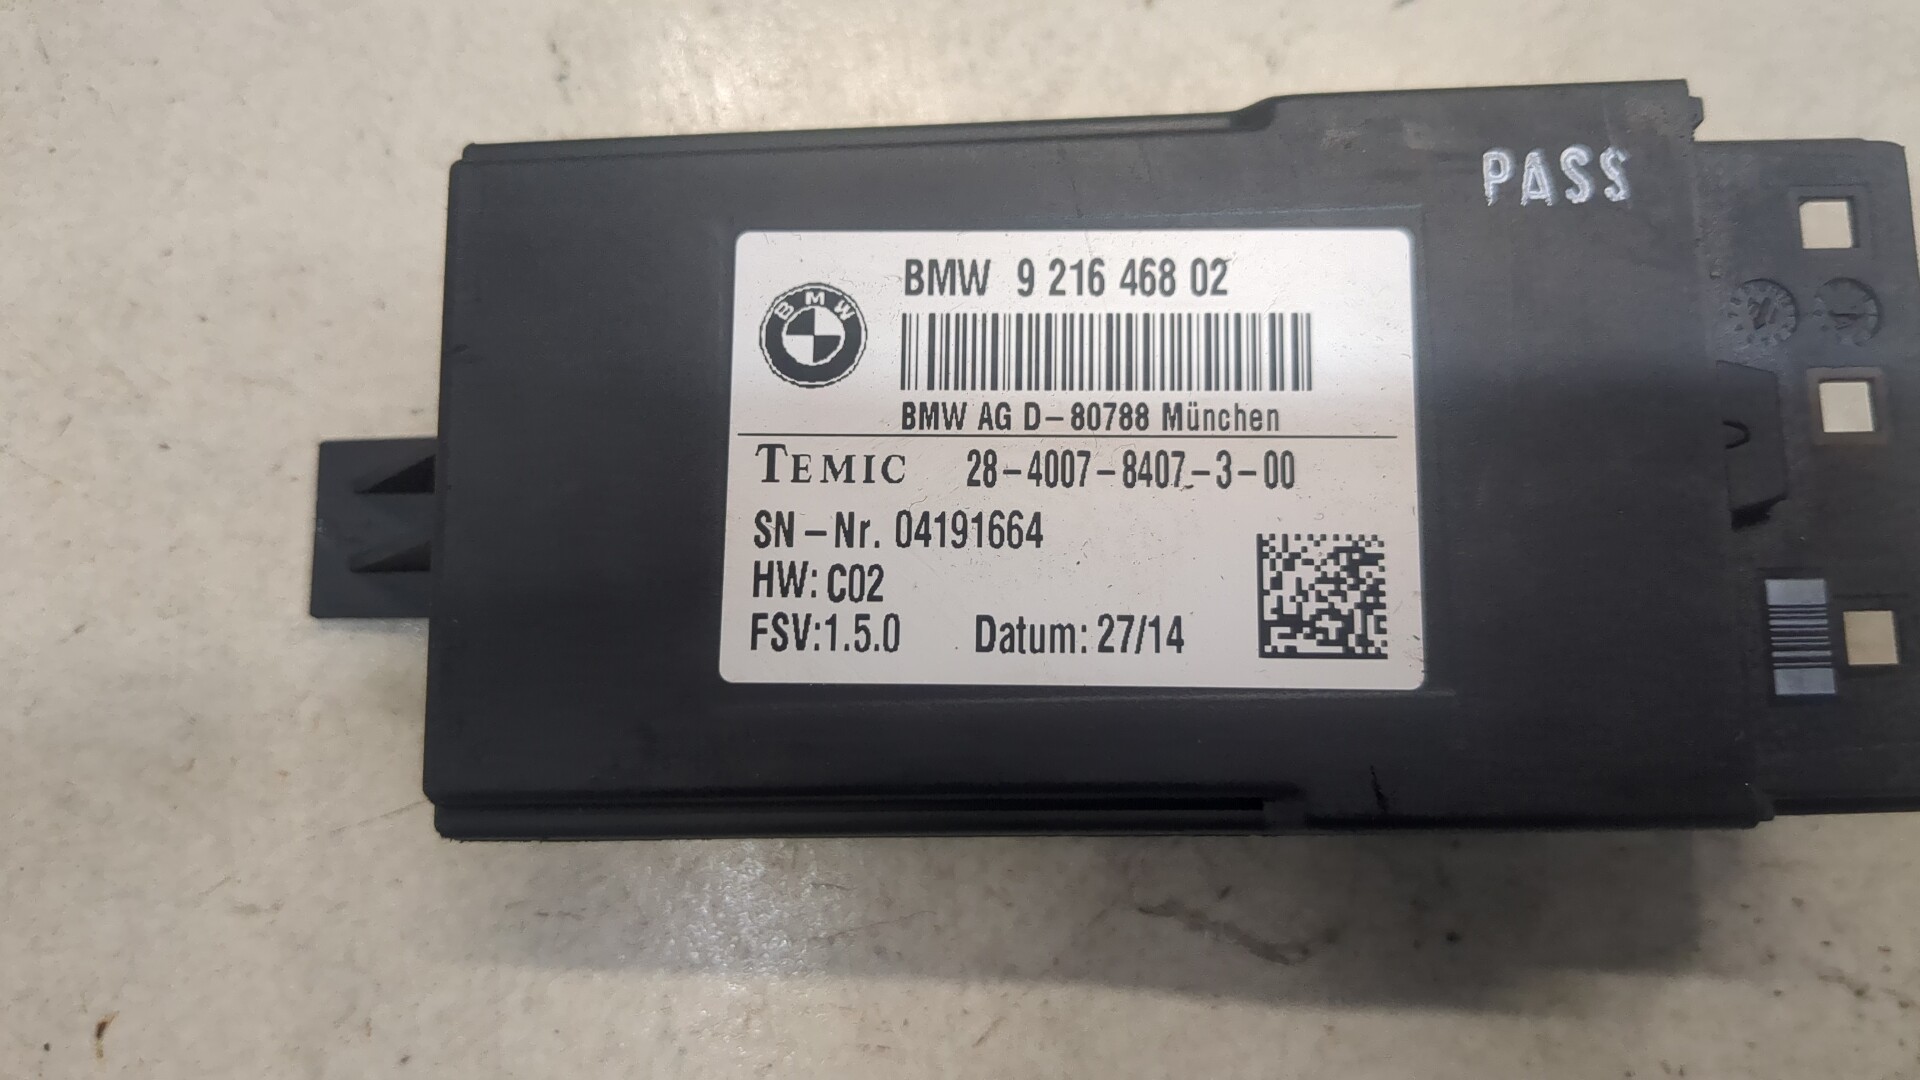 PASS
BMW 9 216 468 02
BMW
BMW AG D-80788 München
TEMIC 28-4007-8407-3-00
SN-Nr. 04191664
HW: C02
FSV:1.5.0 Datum: 27/14